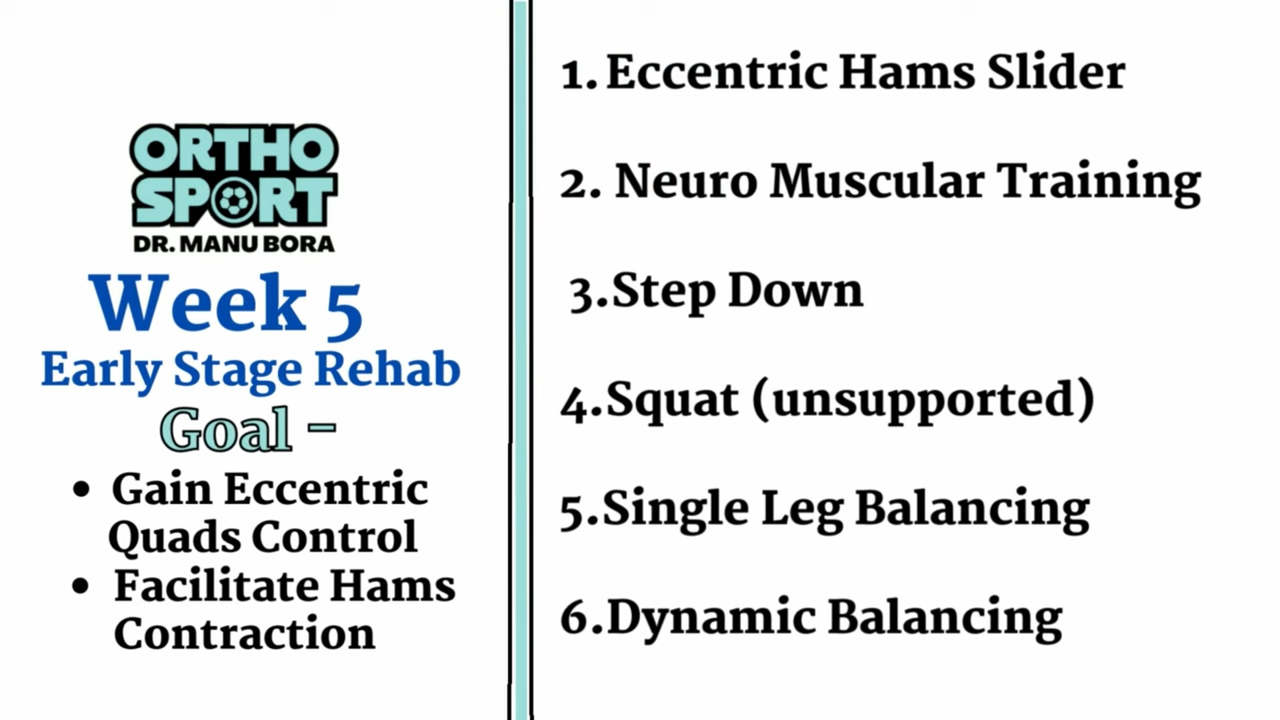 ORTHO
SPORT
DR. MANU BORA
Week 5
Early Stage Rehab
Goal -
• Gain Eccentric
Quads Control
• Facilitate Hams
Contraction
1. Eccentric Hams Slider
2. Neuro Muscular Training
3.Step Down
4.Squat (unsupported)
5.Single Leg Balancing
6.Dynamic Balancing